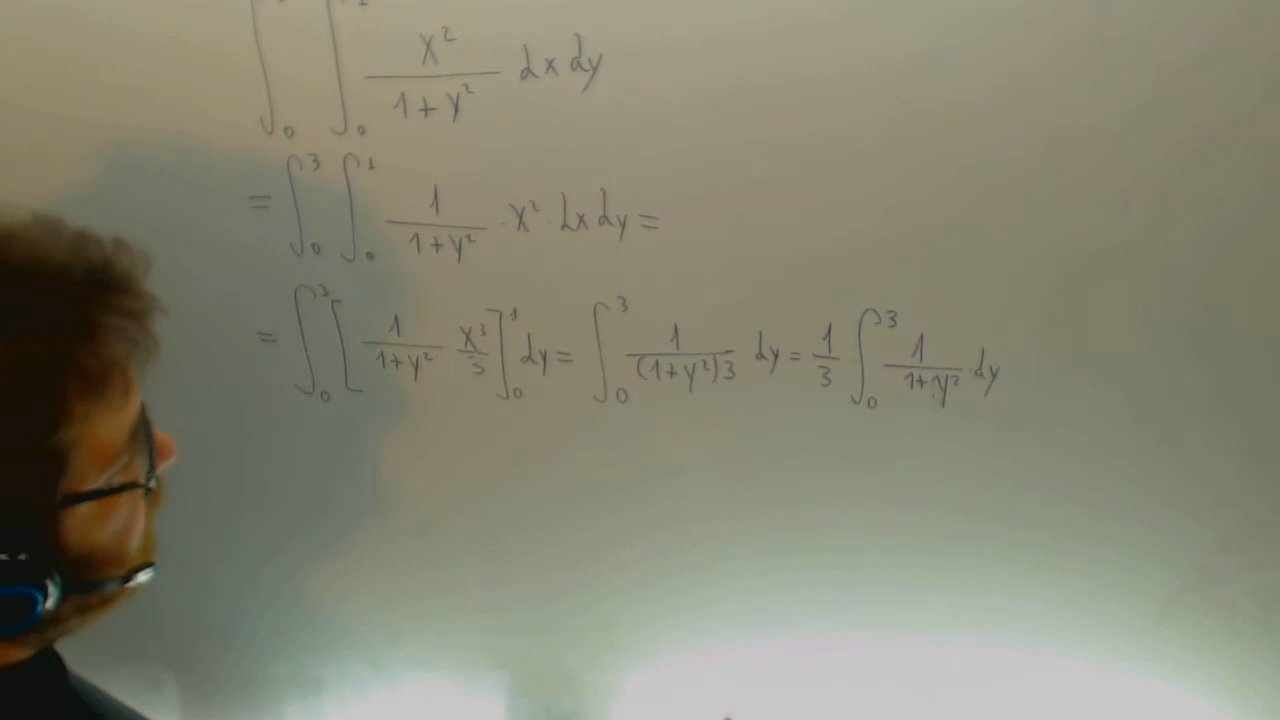 ∫₀ ∫₀ x²/(1+y²) dx dy
= ∫₀³ ∫₀¹ 1/(1+y²) · x² · dx dy =
= ∫₀³ [1/(1+y²) x³/3]₀¹ dy = ∫₀³ 1/((1+y²)3) dy = 1/3 ∫₀³ 1/(1+y²) dy